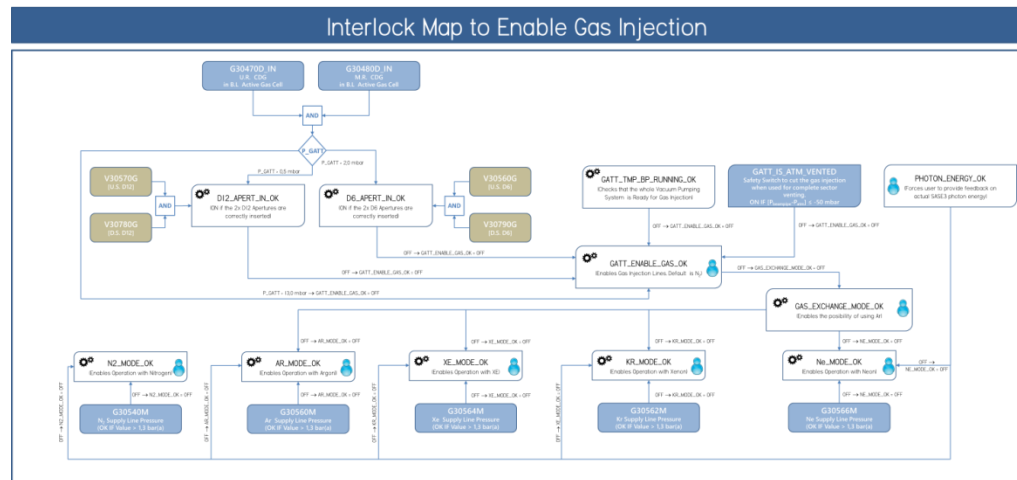 Interlock Map to Enable Gas Injection
G30470D_IN
U.R. CDG
in B.I. Active Gas Cell
G30480D_IN
M.R. CDG
in B.I. Active Gas Cell
AND
P_GATT
P_GATT > 0,5 mbar
P_GATT > 2,0 mbar
V30570G
(U.S. D12)
AND
V30780G
(D.S. D12)
D12_APERT_IN_OK
(ON if the 2x D12 Apertures are
correctly inserted)
D6_APERT_IN_OK
(ON if the 2x D6 Apertures are
correctly inserted)
V30560G
(U.S. D6)
AND
V30790G
(D.S. D6)
GATT_TMP_BP_RUNNING_OK
(Checks that the whole Vacuum Pumping
System is Ready for Gas Injection)
GATT_IS_ATM_VENTED
Safety Switch to cut the gas injection
when used for complete sector
venting.
PHOTON_ENERGY_OK
(Forces user to provide feedback on
actual SASE3 photon energy)
OFF → GATT_ENABLE_GAS_OK = OFF
OFF → GATT_ENABLE_GAS_OK = OFF
OFF → GATT_ENABLE_GAS_OK = OFF
OFF → GATT_ENABLE_GAS_OK = OFF
GATT_ENABLE_GAS_OK
(Enables Gas Injection Lines. Default is N₂)
OFF → GAS_EXCHANGE_MODE_OK = OFF
P_GATT > 13,0 mbar → GATT_ENABLE_GAS_OK = OFF
GAS_EXCHANGE_MODE_OK
(Enables the possibility of using Ar)
OFF → AR_MODE_OK = OFF
OFF → XE_MODE_OK = OFF
OFF → KR_MODE_OK = OFF
OFF → NE_MODE_OK = OFF
N2_MODE_OK
(Enables Operation with Nitrogen)
AR_MODE_OK
(Enables Operation with Argon)
XE_MODE_OK
(Enables Operation with XE)
KR_MODE_OK
(Enables Operation with Xenon)
Ne_MODE_OK
(Enables Operation with Neon)
OFF →
NE_MODE_OK = OFF
OFF → N2_MODE_OK = OFF
OFF → N2_MODE_OK = OFF
OFF → AR_MODE_OK = OFF
OFF → AR_MODE_OK = OFF
OFF → KR_MODE_OK = OFF
OFF → XE_MODE_OK = OFF
OFF → XE_MODE_OK = OFF
OFF → KR_MODE_OK = OFF
OFF → NE_MODE_OK = OFF
G30540M
N₂ Supply Line Pressure
(OK IF Value > 1,3 bar(a)
G30560M
Ar Supply Line Pressure
(OK IF Value > 1,3 bar(a)
G30564M
Xe Supply Line Pressure
(OK IF Value > 1,3 bar(a)
G30562M
Kr Supply Line Pressure
(OK IF Value > 1,3 bar(a)
G30566M
Ne Supply Line Pressure
(OK IF Value > 1,3 bar(a)